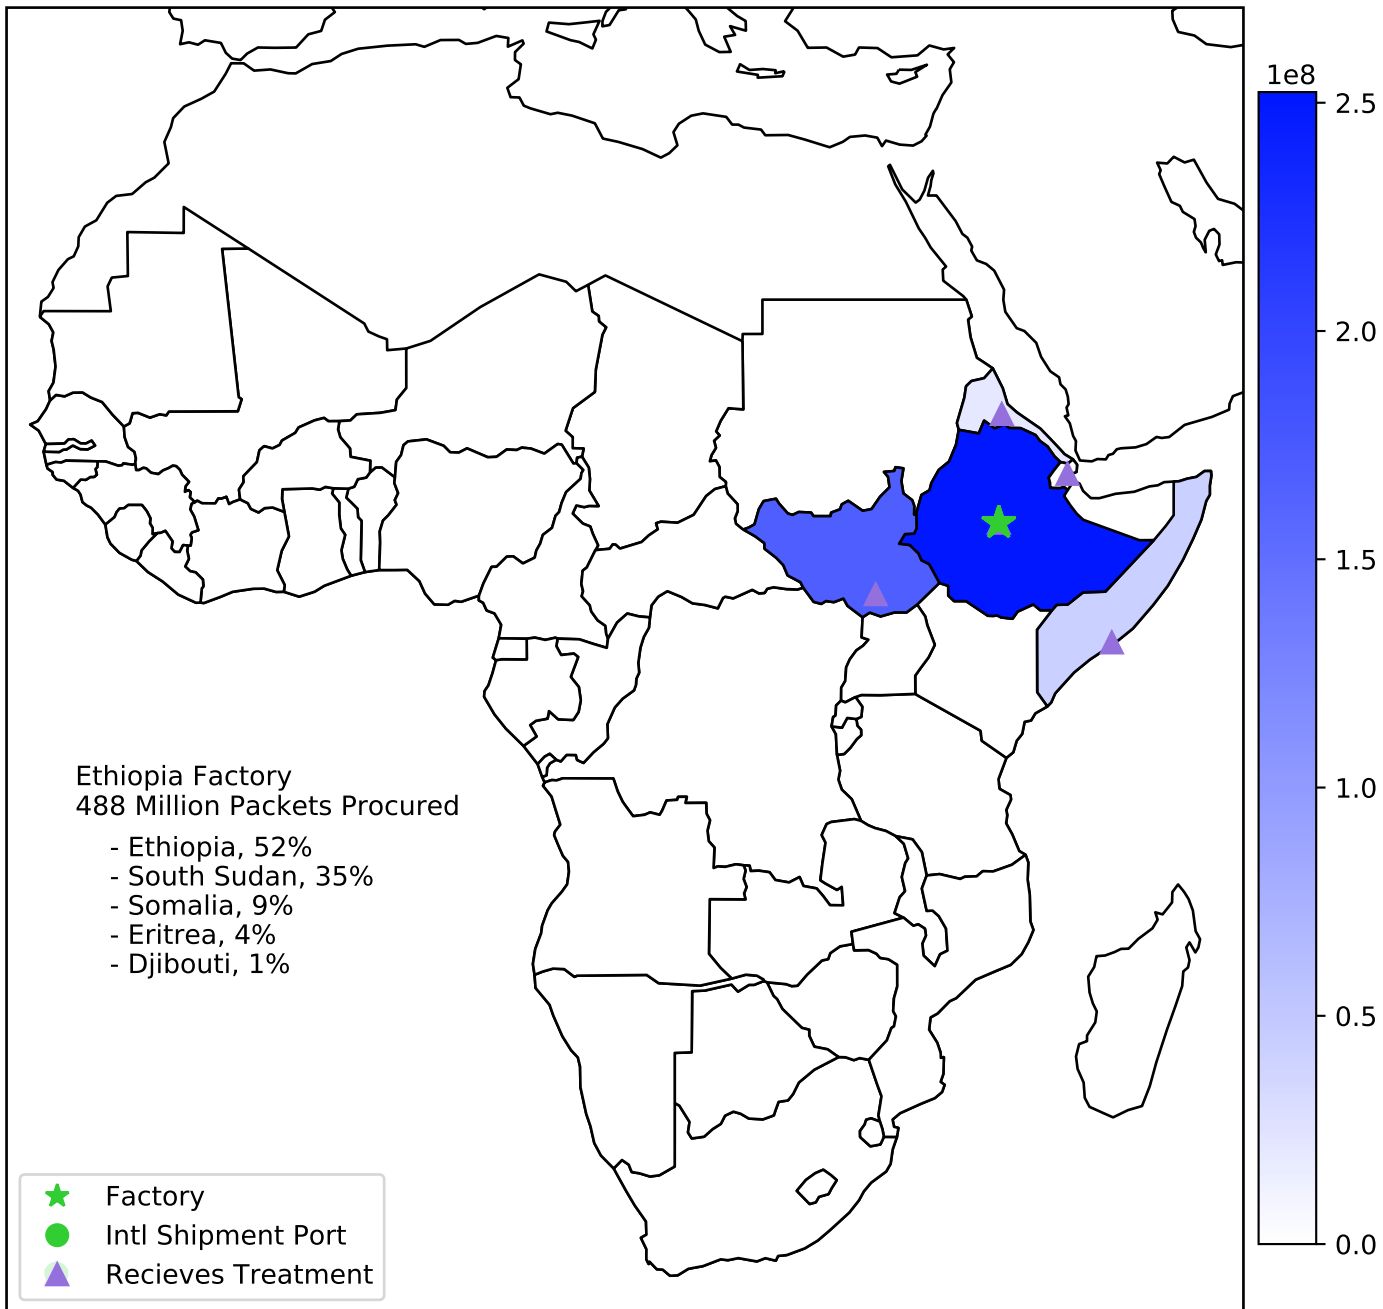 1e8
2.5
2.0
1.5
1.0
0.5
0.0
Ethiopia Factory
488 Million Packets Procured
- Ethiopia, 52%
- South Sudan, 35%
- Somalia, 9%
- Eritrea, 4%
- Djibouti, 1%
Factory
Intl Shipment Port
Recieves Treatment